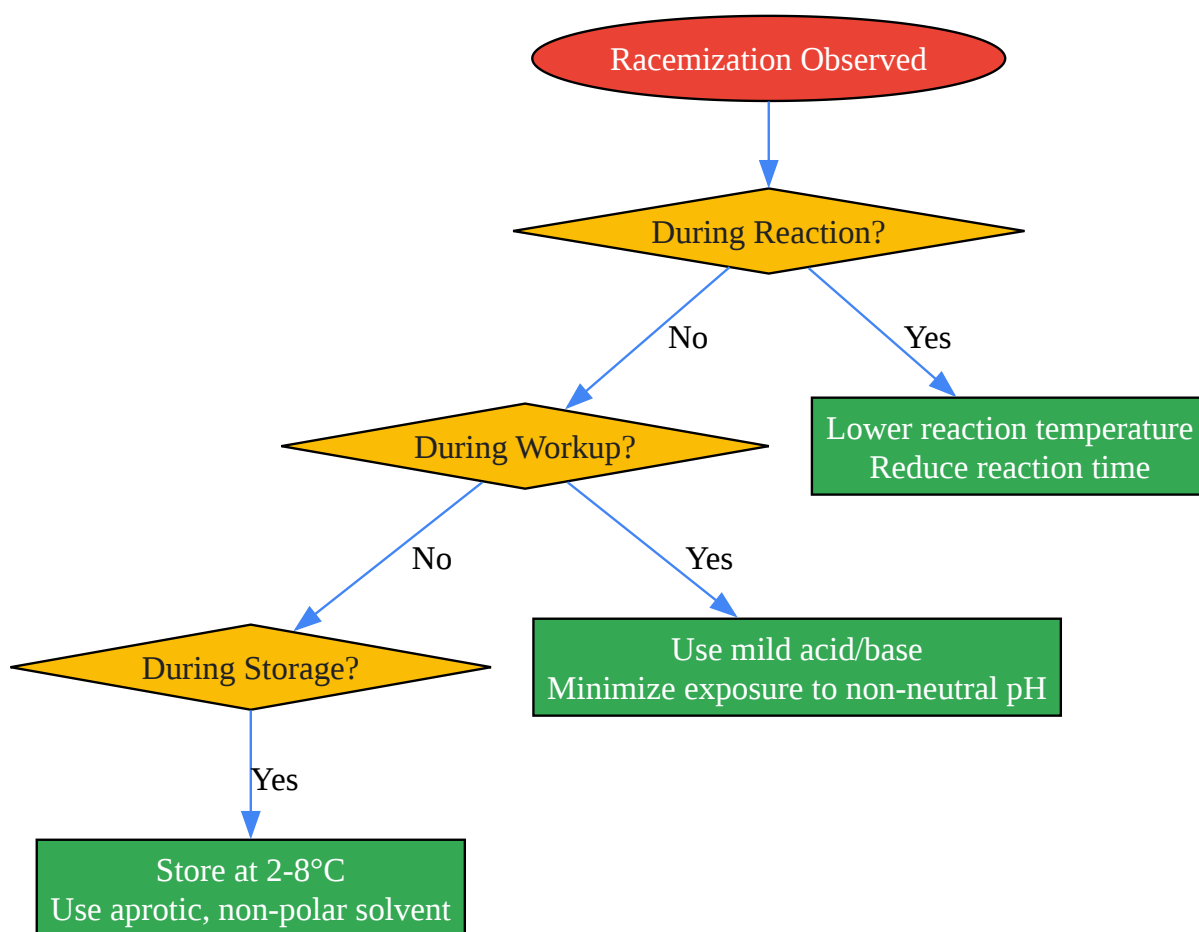 Racemization Observed
During Reaction?
No
Yes
Lower reaction temperature
Reduce reaction time
During Workup?
No
Yes
Use mild acid/base
Minimize exposure to non-neutral pH
During Storage?
Yes
Store at 2-8°C
Use aprotic, non-polar solvent